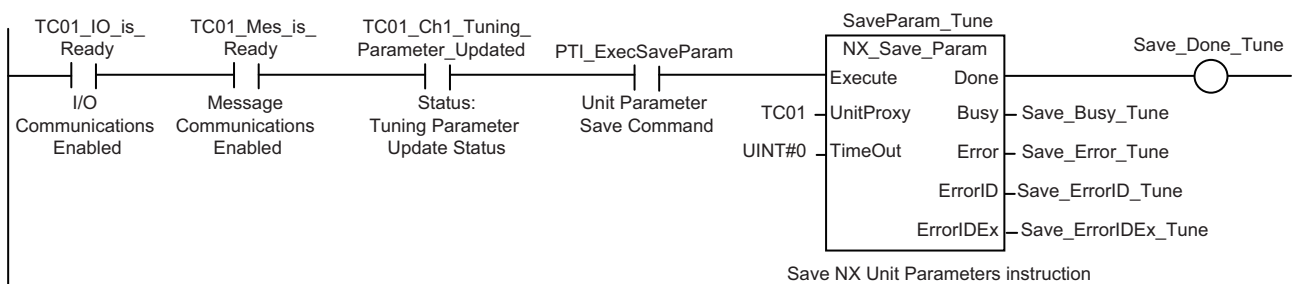 TC01_IO_is_
Ready
I/O
Communications
Enabled
TC01_Mes_is_
Ready
Message
Communications
Enabled
TC01_Ch1_Tuning_
Parameter_Updated
Status:
Tuning Parameter
Update Status
PTI_ExecSaveParam
Unit Parameter
Save Command
SaveParam_Tune
NX_Save_Param
Execute Done
TC01 UnitProxy Busy Save_Busy_Tune
UINT#0 TimeOut Error Save_Error_Tune
ErrorID Save_ErrorID_Tune
ErrorIDEx Save_ErrorIDEx_Tune
Save_Done_Tune
Save NX Unit Parameters instruction